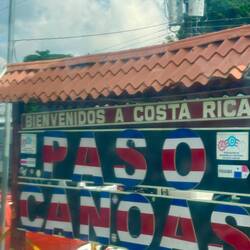 BIENVENIDOS A COSTA RICA
PASO
CANOAS